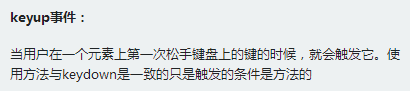 keyup事件：
当用户在一个元素上第一次松手键盘上的键的时候，就会触发它。使
用方法与keydown是一致的只是触发的条件是方法的